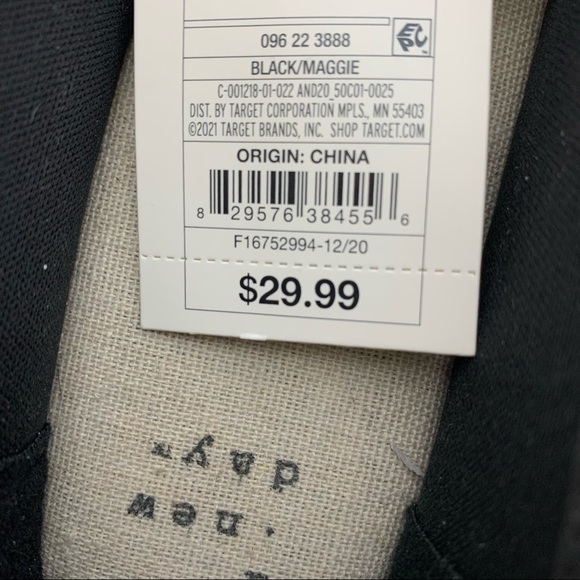 096 22 3888
BLACK/MAGGIE
C-001218-01-022 AND20_50C01-0025
DIST. BY TARGET CORPORATION MPLS., MN 55403
©2021 TARGET BRANDS, INC. SHOP TARGET.COM
ORIGIN: CHINA
8 29576 38455 6
F16752994-12/20
$29.99
new
day™